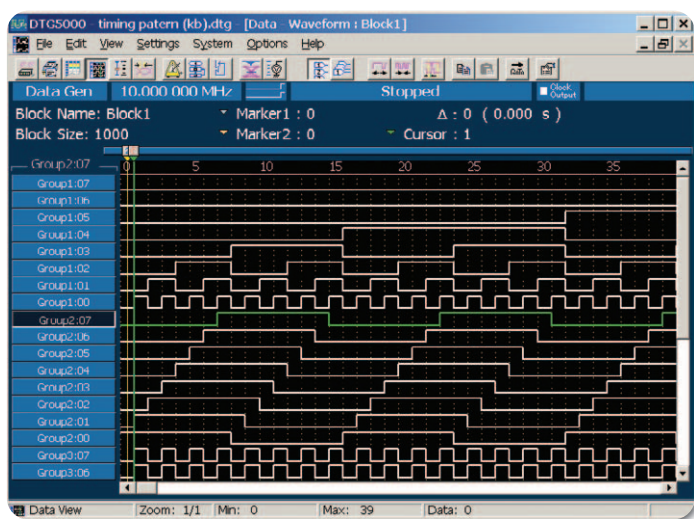 DTG5000 - timing patern (kb).dtg - [Data - Waveform : Block1]
File Edit View Settings System Options Help
Data Gen 10.000 000 MHz Stopped Clock Output
Block Name: Block1 Marker1 : 0 Δ : 0 ( 0.000 s )
Block Size: 1000 Marker2 : 0 Cursor : 1
Group2:07 0 5 10 15 20 25 30 35
Group1:07
Group1:06
Group1:05
Group1:04
Group1:03
Group1:02
Group1:01
Group1:00
Group2:07
Group2:06
Group2:05
Group2:04
Group2:03
Group2:02
Group2:01
Group2:00
Group3:07
Group3:06
Data View Zoom: 1/1 Min: 0 Max: 39 Data: 0